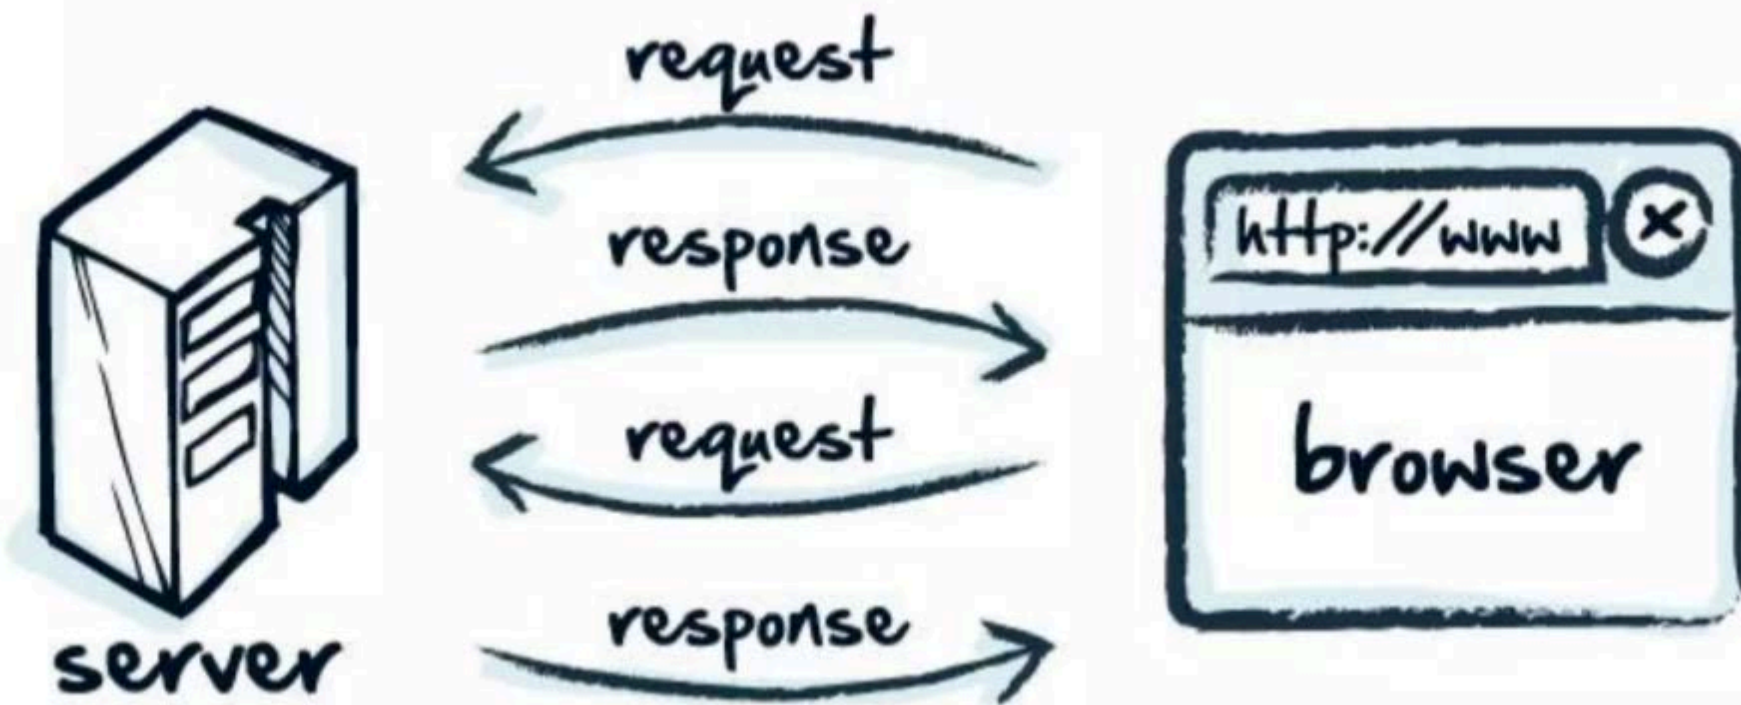 request
response
http://www
request
browser
response
server